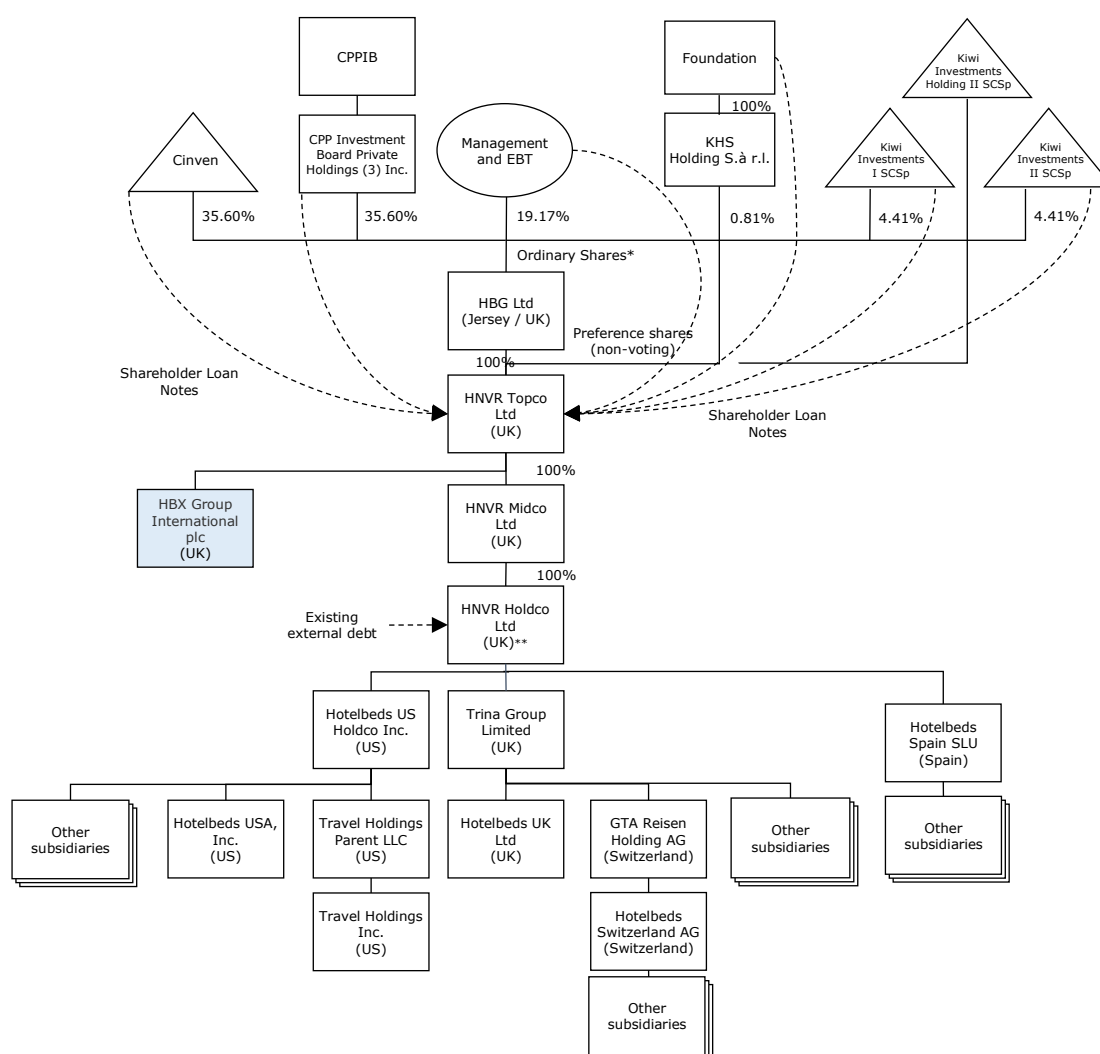 CPPIB
Foundation
Kiwi
Investments
Holding II SCSp
100%
Cinven
CPP Investment
Board Private
Holdings (3) Inc.
Management
and EBT
KHS
Holding S.à r.l.
Kiwi
Investments
I SCSp
Kiwi
Investments
II SCSp
35.60%
35.60%
19.17%
0.81%
4.41%
4.41%
Ordinary Shares*
HBG Ltd
(Jersey / UK)
Preference shares
(non-voting)
100%
Shareholder Loan
Notes
HNVR Topco
Ltd
(UK)
Shareholder Loan
Notes
100%
HBX Group
International
plc
(UK)
HNVR Midco
Ltd
(UK)
100%
Existing
external debt
HNVR Holdco
Ltd
(UK)**
Hotelbeds US
Holdco Inc.
(US)
Trina Group
Limited
(UK)
Hotelbeds
Spain SLU
(Spain)
Other
subsidiaries
Hotelbeds USA,
Inc.
(US)
Travel Holdings
Parent LLC
(US)
Hotelbeds UK
Ltd
(UK)
GTA Reisen
Holding AG
(Switzerland)
Other
subsidiaries
Other
subsidiaries
Travel Holdings
Inc.
(US)
Hotelbeds
Switzerland AG
(Switzerland)
Other
subsidiaries